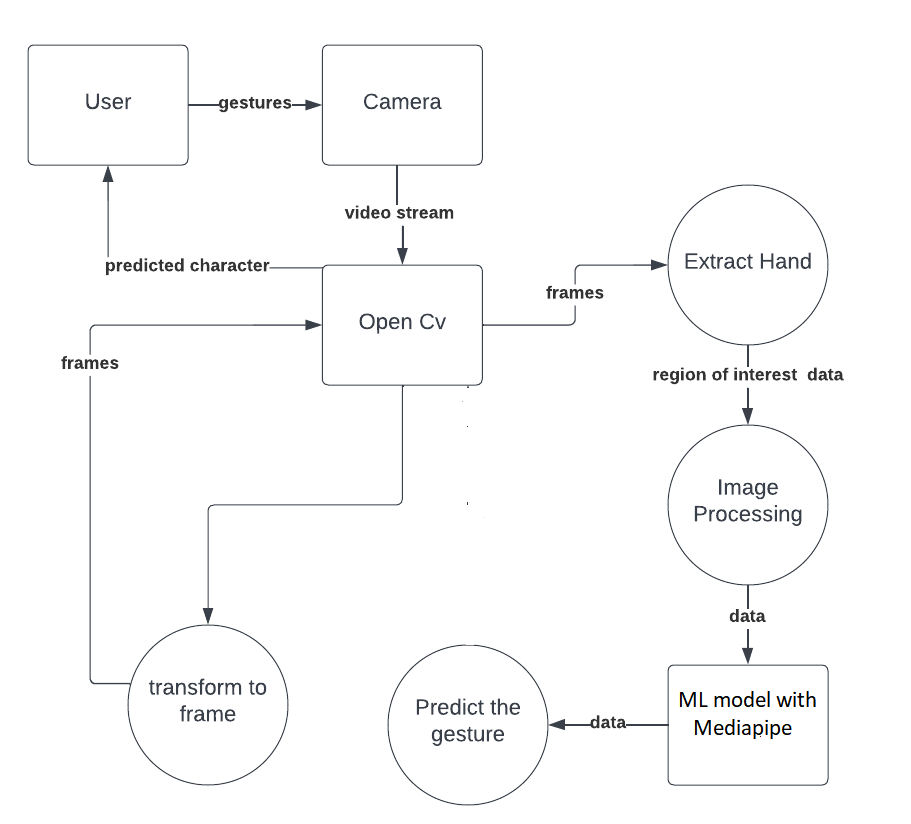 User
gestures
Camera
video stream
predicted character
Open Cv
frames
Extract Hand
frames
region of interest  data
Image
Processing
data
transform to
frame
Predict the
gesture
data
ML model with
Mediapipe